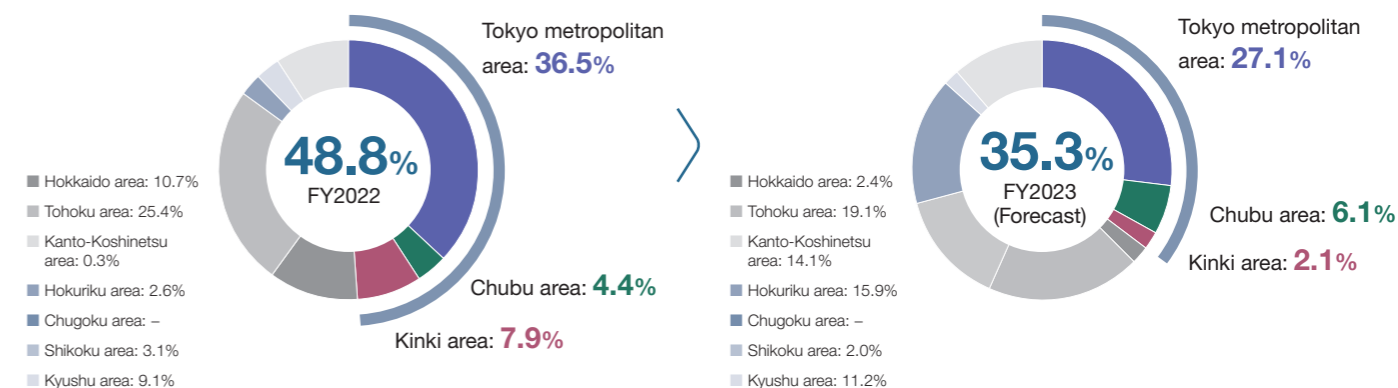 Tokyo metropolitan
area: 36.5%
48.8%
FY2022
Hokkaido area: 10.7%
Tohoku area: 25.4%
Kanto-Koshinetsu
area: 0.3%
Hokuriku area: 2.6%
Chugoku area: –
Shikoku area: 3.1%
Kyushu area: 9.1%
Chubu area: 4.4%
Kinki area: 7.9%
Tokyo metropolitan
area: 27.1%
35.3%
FY2023
(Forecast)
Hokkaido area: 2.4%
Tohoku area: 19.1%
Kanto-Koshinetsu
area: 14.1%
Hokuriku area: 15.9%
Chugoku area: –
Shikoku area: 2.0%
Kyushu area: 11.2%
Chubu area: 6.1%
Kinki area: 2.1%